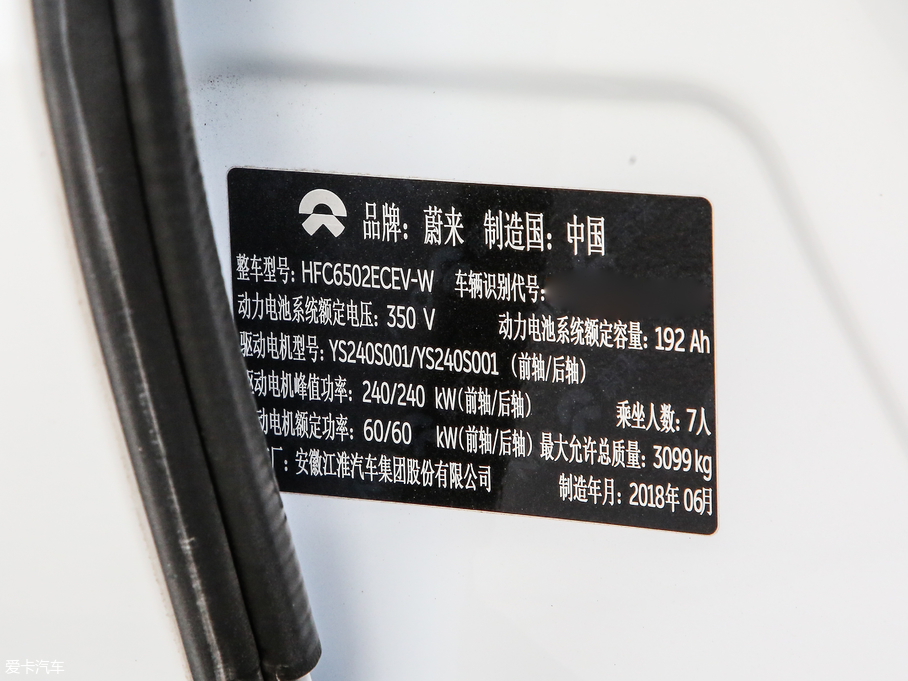 品牌：蔚来 制造国：中国
整车型号：HFC6502ECEV-W 车辆识别代号：
动力电池系统额定电压：350 V 动力电池系统额定容量：192 Ah
驱动电机型号：YS240S001/YS240S001（前轴/后轴）
驱动电机峰值功率：240/240 kW（前轴/后轴） 乘坐人数：7人
动电机额定功率：60/60 kW（前轴/后轴） 最大允许总质量：3099 kg
厂：安徽江淮汽车集团股份有限公司 制造年月：2018年 06月
爱卡汽车